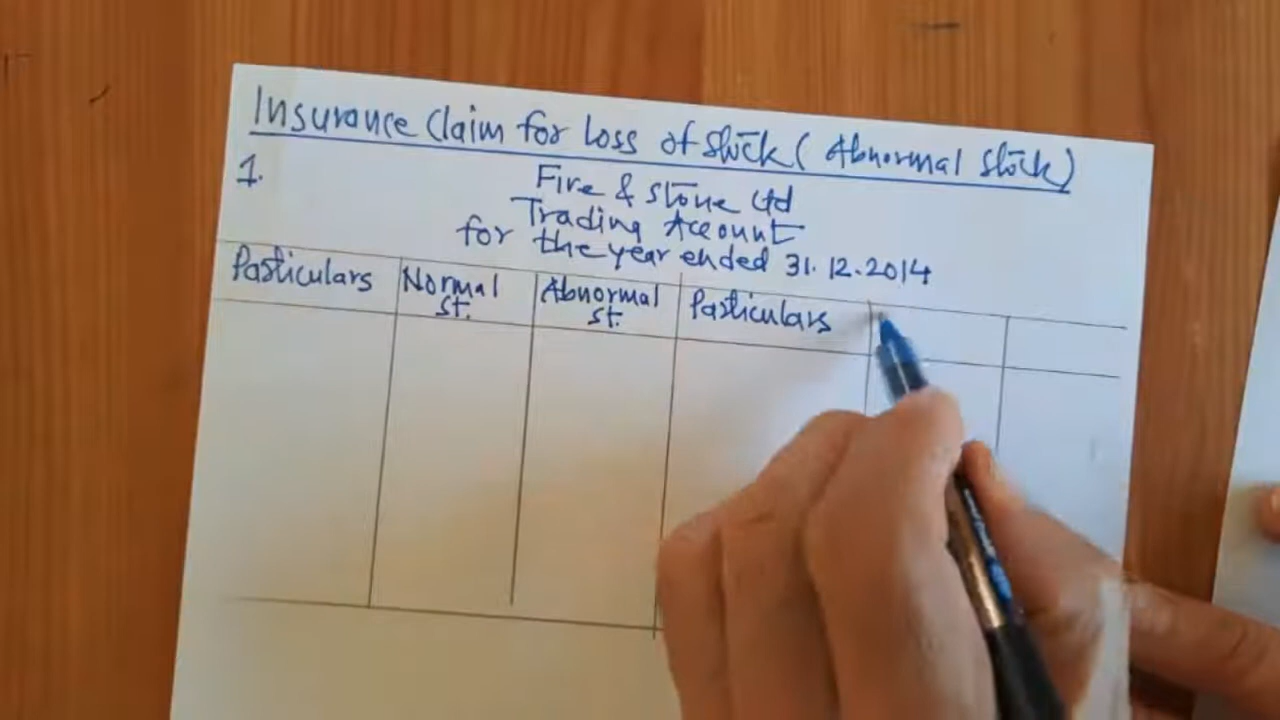 Insurance Claim for Loss of Stock (Abnormal Stock)
1.
Fire & Stone Ltd
Trading Account
for the year ended 31.12.2014
Particulars Normal St. Abnormal St. Particulars